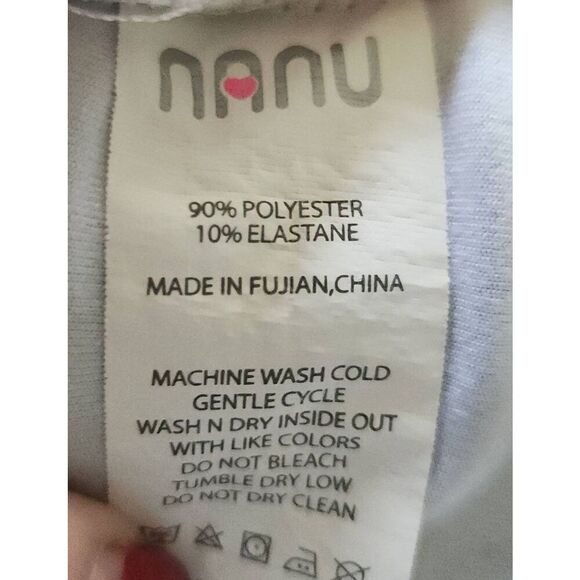 nanu
90% POLYESTER
10% ELASTANE
MADE IN FUJIAN,CHINA
MACHINE WASH COLD
GENTLE CYCLE
WASH N DRY INSIDE OUT
WITH LIKE COLORS
DO NOT BLEACH
TUMBLE DRY LOW
DO NOT DRY CLEAN